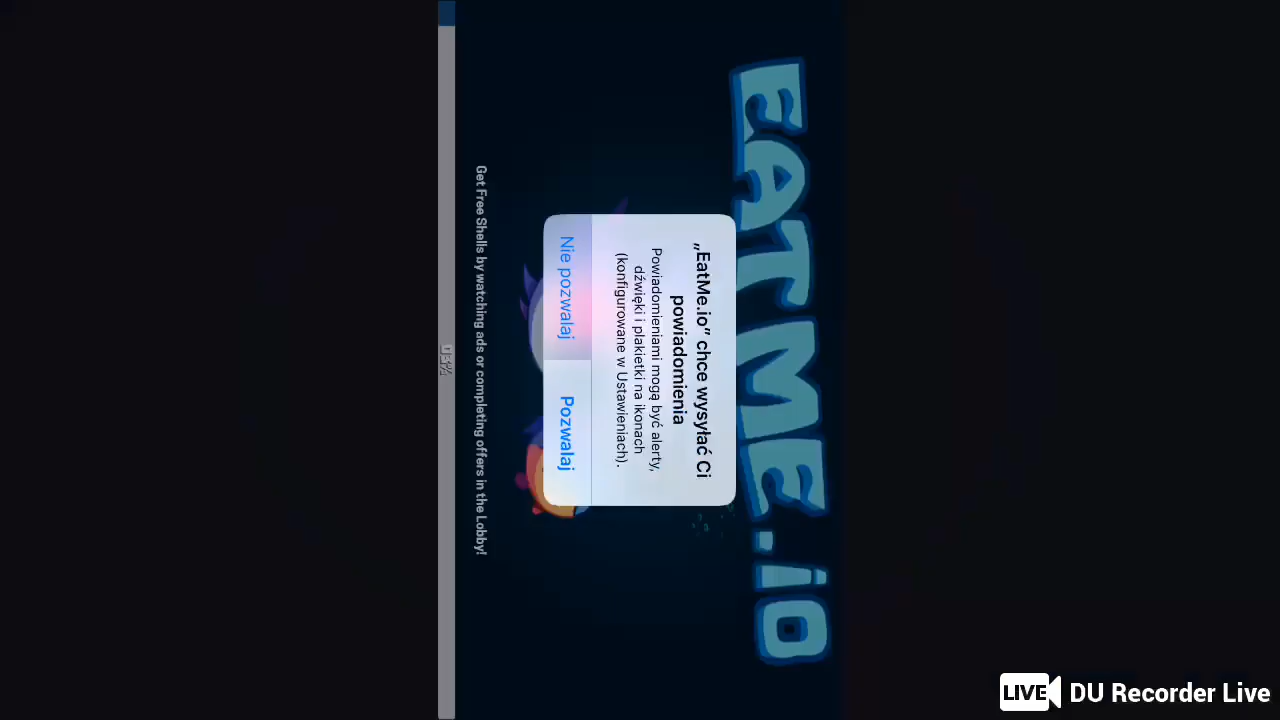 EATME.io
„EatMe.io” chce wysyłać Ci
powiadomienia
Powiadomieniami mogą być alerty,
dźwięki i plakietki na ikonach
(konfigurowane w Ustawieniach).
Nie pozwalaj
Pozwalaj
Get Free Shells by watching ads or completing offers in the Lobby!
LIVE DU Recorder Live